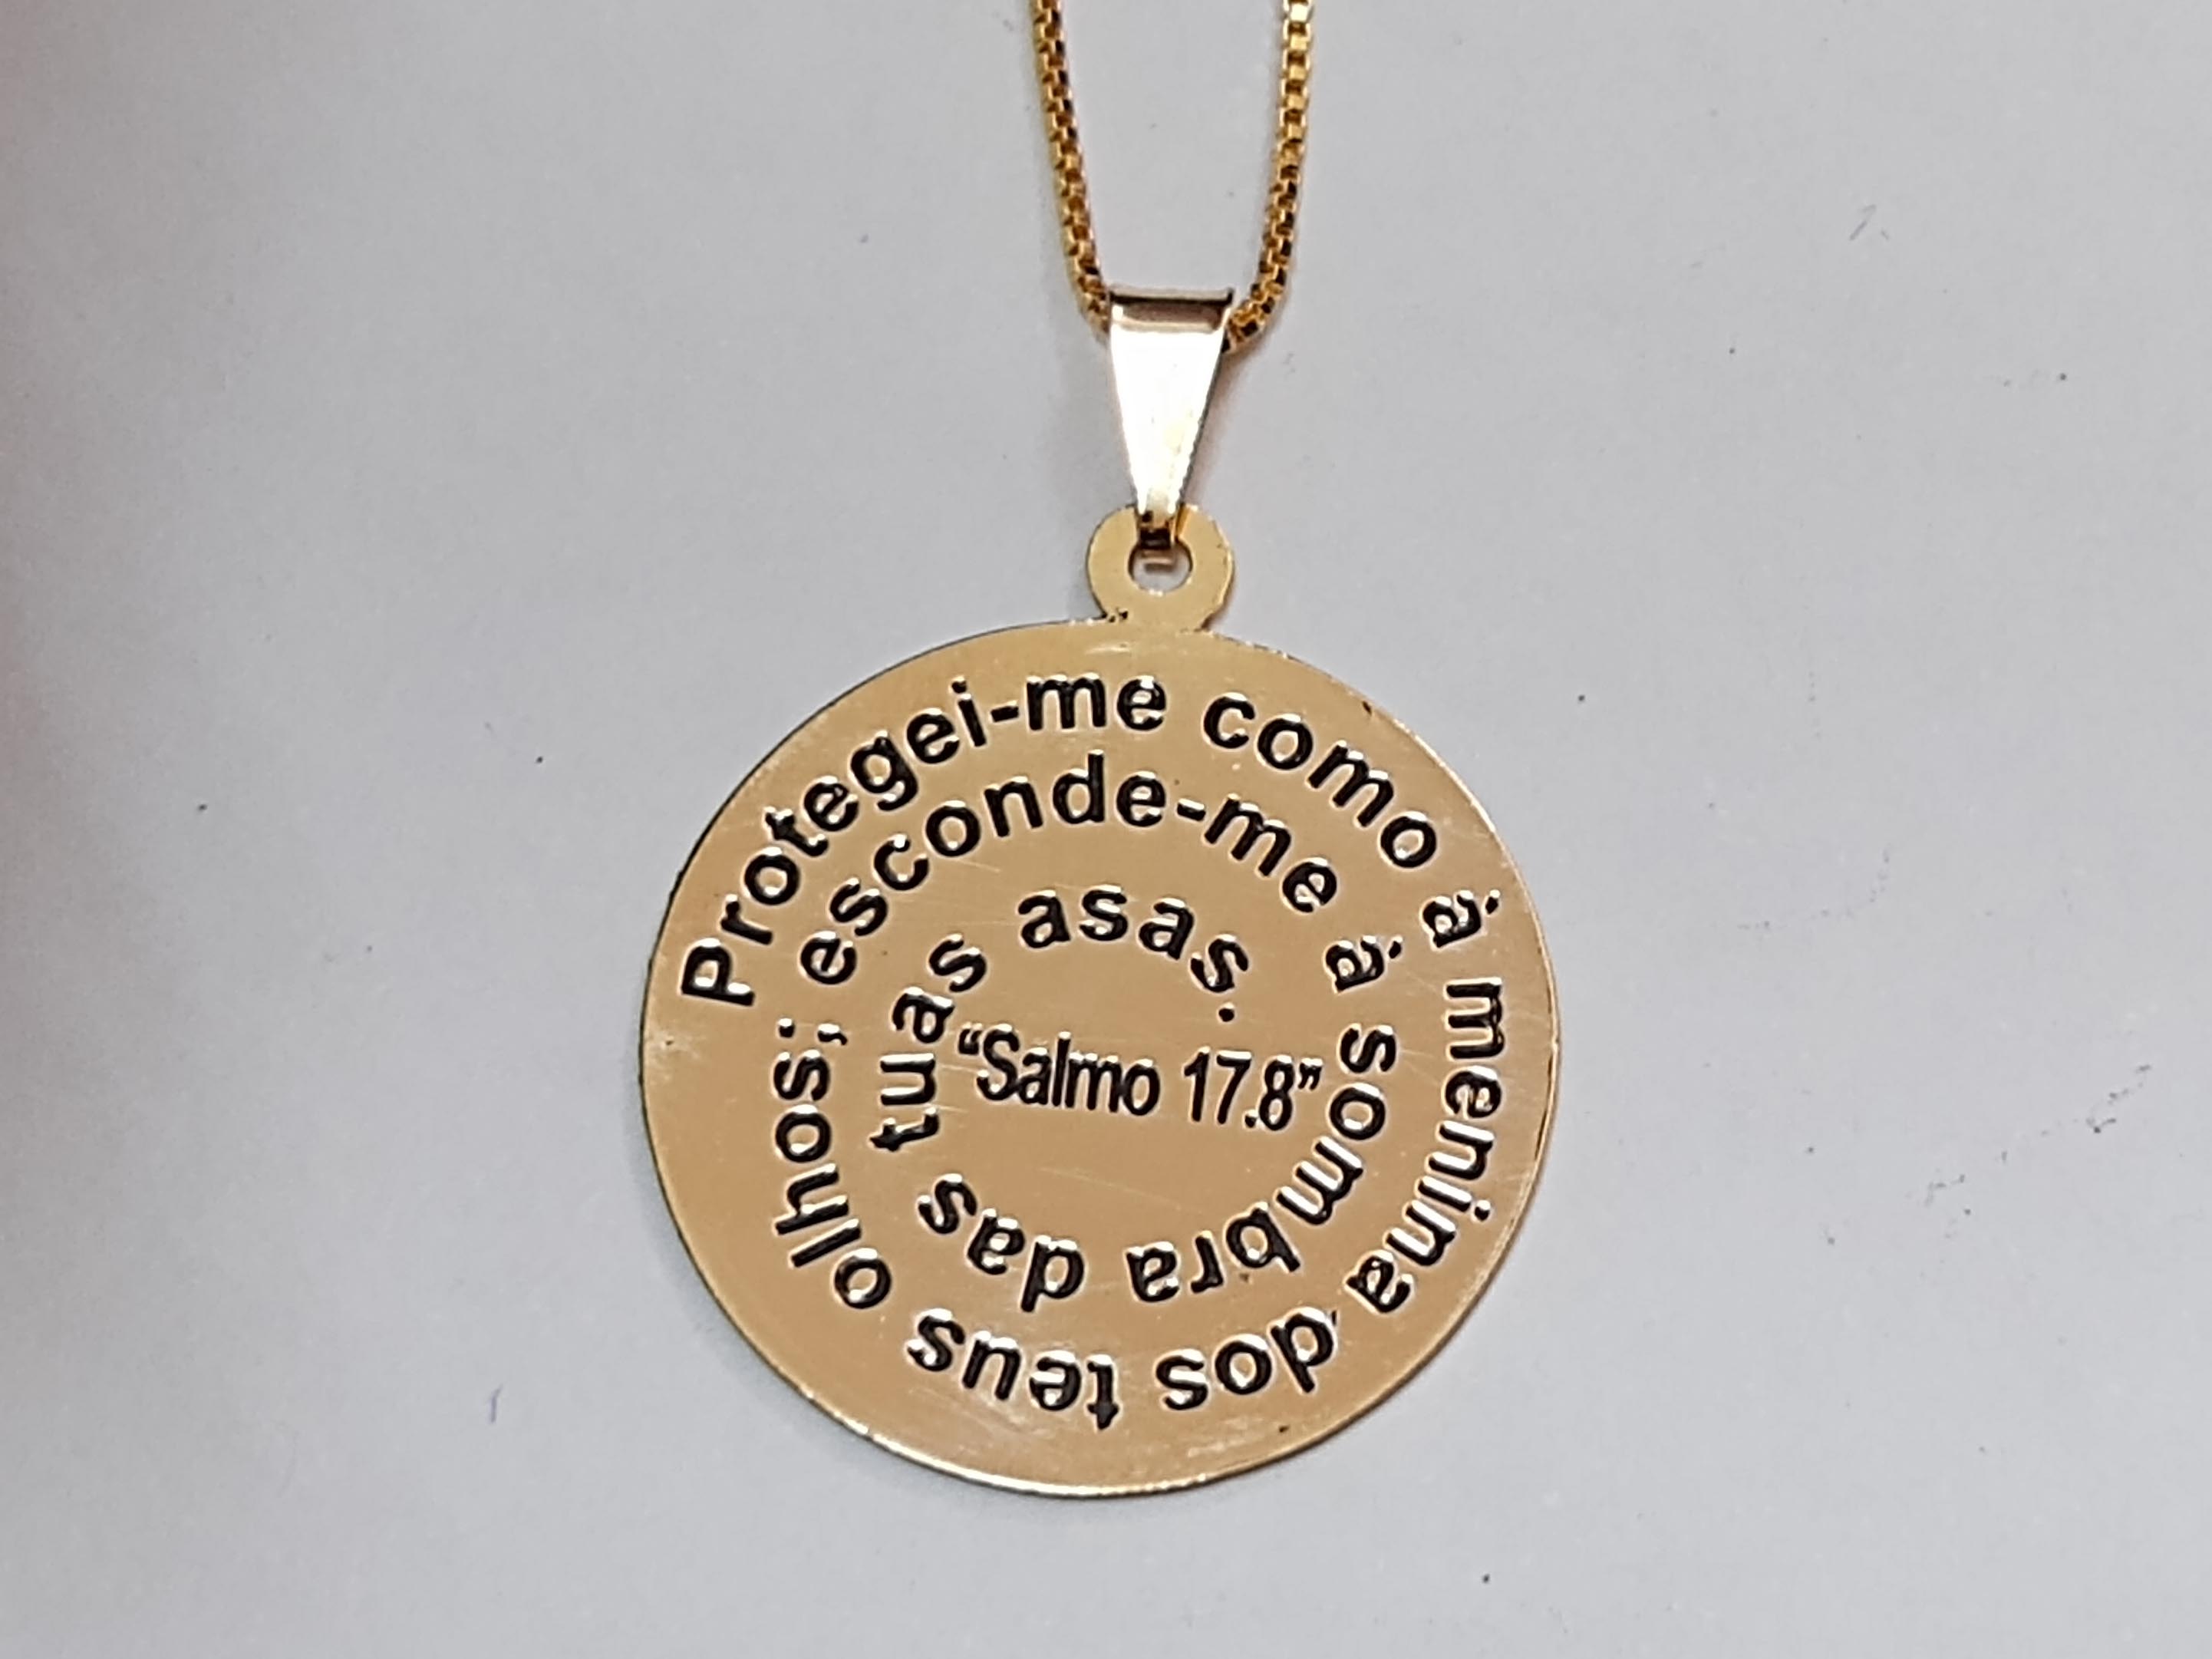 Protegei-me como à menina dos teus olhos; esconde-me à sombra das tuas asas.
“Salmo 17.8”